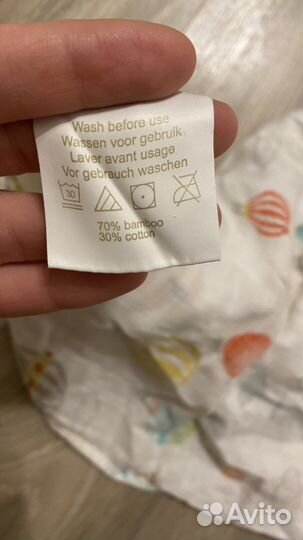 Wash before use
Wassen voor gebruik
Laver avant usage
Vor gebrauch waschen
30
70% bamboo
30% cotton
Avito